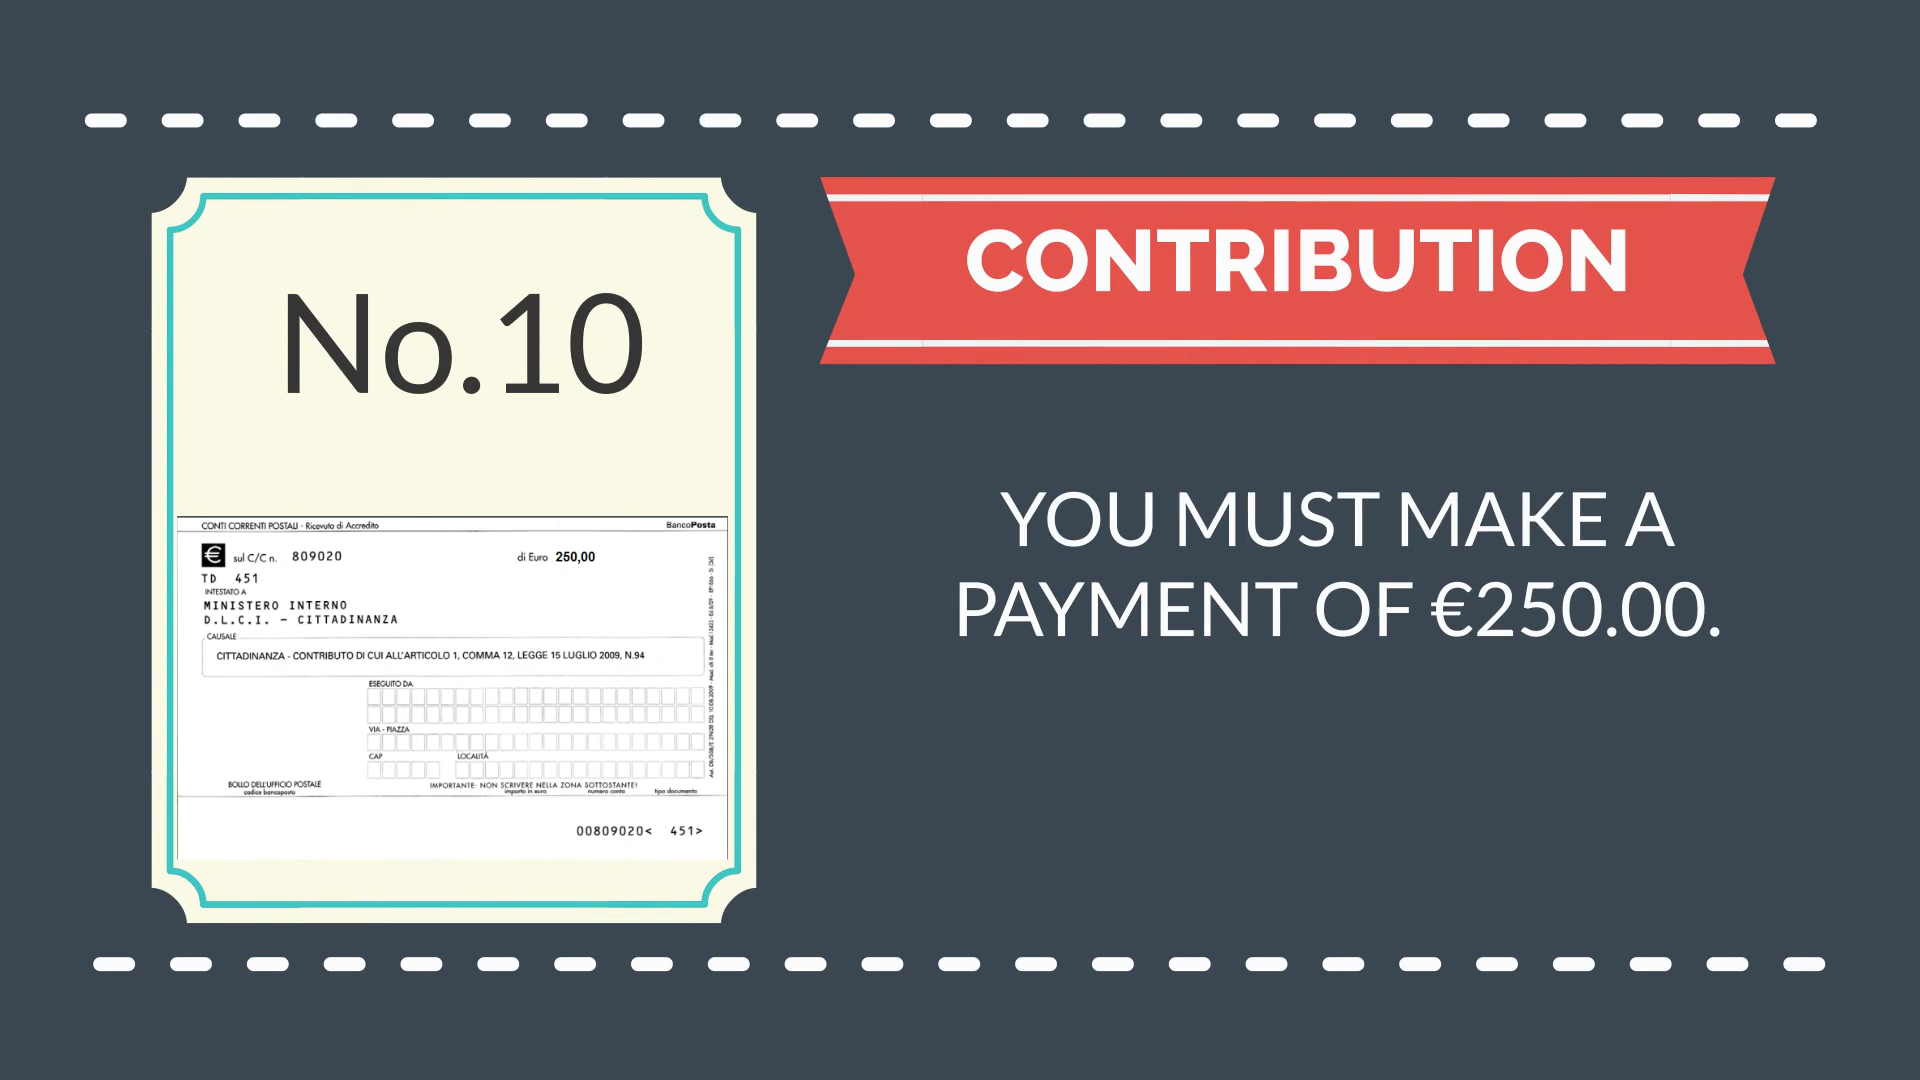 No.10
CONTI CORRENTI POSTALI - Ricevuta di Accredito BancoPosta
€ sul C/C n. 809020 di Euro 250,00
TD 451
INTESTATO A
MINISTERO INTERNO
D.L.C.I. - CITTADINANZA
CAUSALE
CITTADINANZA - CONTRIBUTO DI CUI ALL'ARTICOLO 1, COMMA 12, LEGGE 15 LUGLIO 2009, N.94
ESEGUITO DA
VIA - PIAZZA
CAP LOCALITÀ
BOLLO DELL'UFFICIO POSTALE
codice bancoposta
IMPORTANTE: NON SCRIVERE NELLA ZONA SOTTOSTANTE!
importo in euro numero conto tipo documento
00809020< 451>
CONTRIBUTION
YOU MUST MAKE A
PAYMENT OF €250.00.